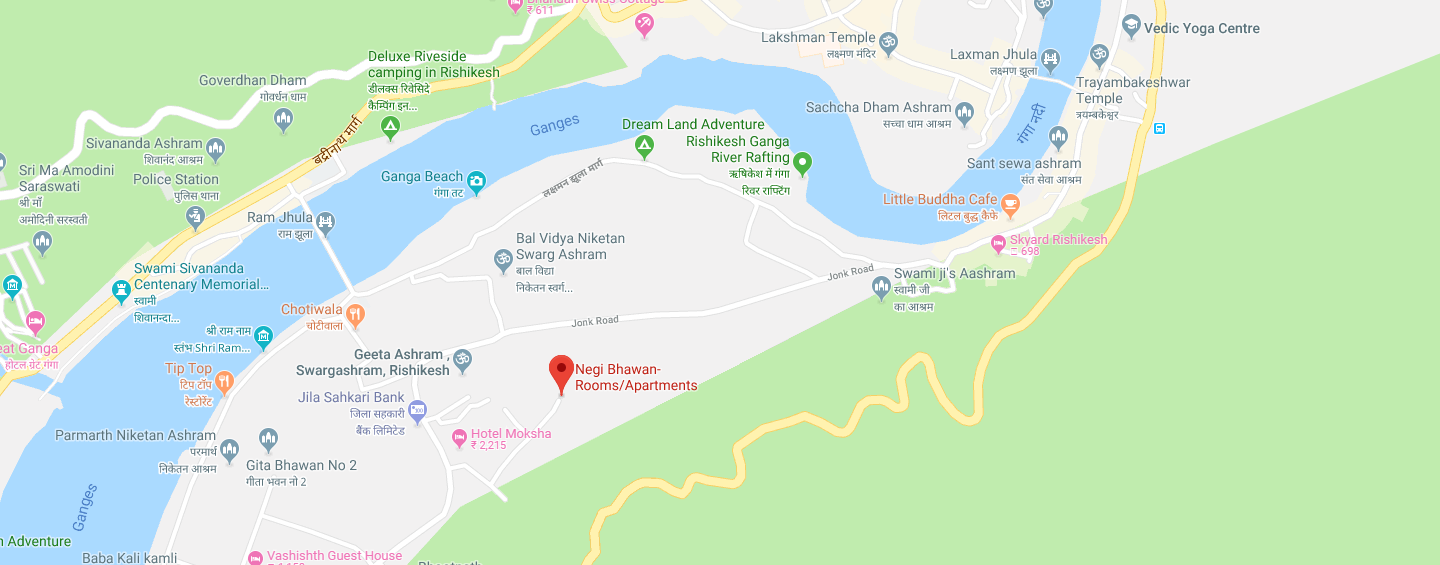 Bhandari Swiss Cottage
₹ 611
Lakshman Temple
लक्ष्मण मंदिर
Vedic Yoga Centre
Laxman Jhula
लक्ष्मण झूला
Deluxe Riveside
camping in Rishikesh
डीलक्स रिवेसिदे
कैम्पिंग इन...
Goverdhan Dham
गोवर्धन धाम
Trayambakeshwar
Temple
त्रयम्बकेश्वर
Sachcha Dham Ashram
सच्चा धाम आश्रम
गंगा नदी
Ganges
Dream Land Adventure
Rishikesh Ganga
River Rafting
ऋषिकेश में गंगा
रिवर राफ्टिंग
बद्रीनाथ मार्ग
Sivananda Ashram
शिवानंद आश्रम
Sri Ma Amodini
Saraswati
श्री माँ
अमोदिनी सरस्वती
Police Station
पुलिस थाना
Ganga Beach
गंगा तट
लक्षमन झूला मार्ग
Sant sewa ashram
संत सेवा आश्रम
Little Buddha Cafe
लिटल बुद्ध कैफे
Ram Jhula
राम झूला
Bal Vidya Niketan
Swarg Ashram
बाल विद्या
निकेतन स्वर्ग...
Skyard Rishikesh
698
Swami Sivananda
Centenary Memorial...
स्वामी
शिवानन्दा...
Jonk Road
Swami ji's Aashram
स्वामी जी
का आश्रम
Chotiwala
चोटीवाला
Jonk Road
श्री राम नाम
स्तंभ Shri Ram...
eat Ganga
होटल ग्रेट गंगा
Geeta Ashram ,
Swargashram, Rishikesh
Tip Top
टिप टॉप
रेस्टोरेंट
Negi Bhawan-
Rooms/Apartments
Jila Sahkari Bank
जिला सहकारी
बैंक लिमिटेड
Parmarth Niketan Ashram
परमार्थ
निकेतन आश्रम
Hotel Moksha
₹ 2,215
Gita Bhawan No 2
गीता भवन नो 2
Ganges
n Adventure
Baba Kali kamli
Vashishth Guest House